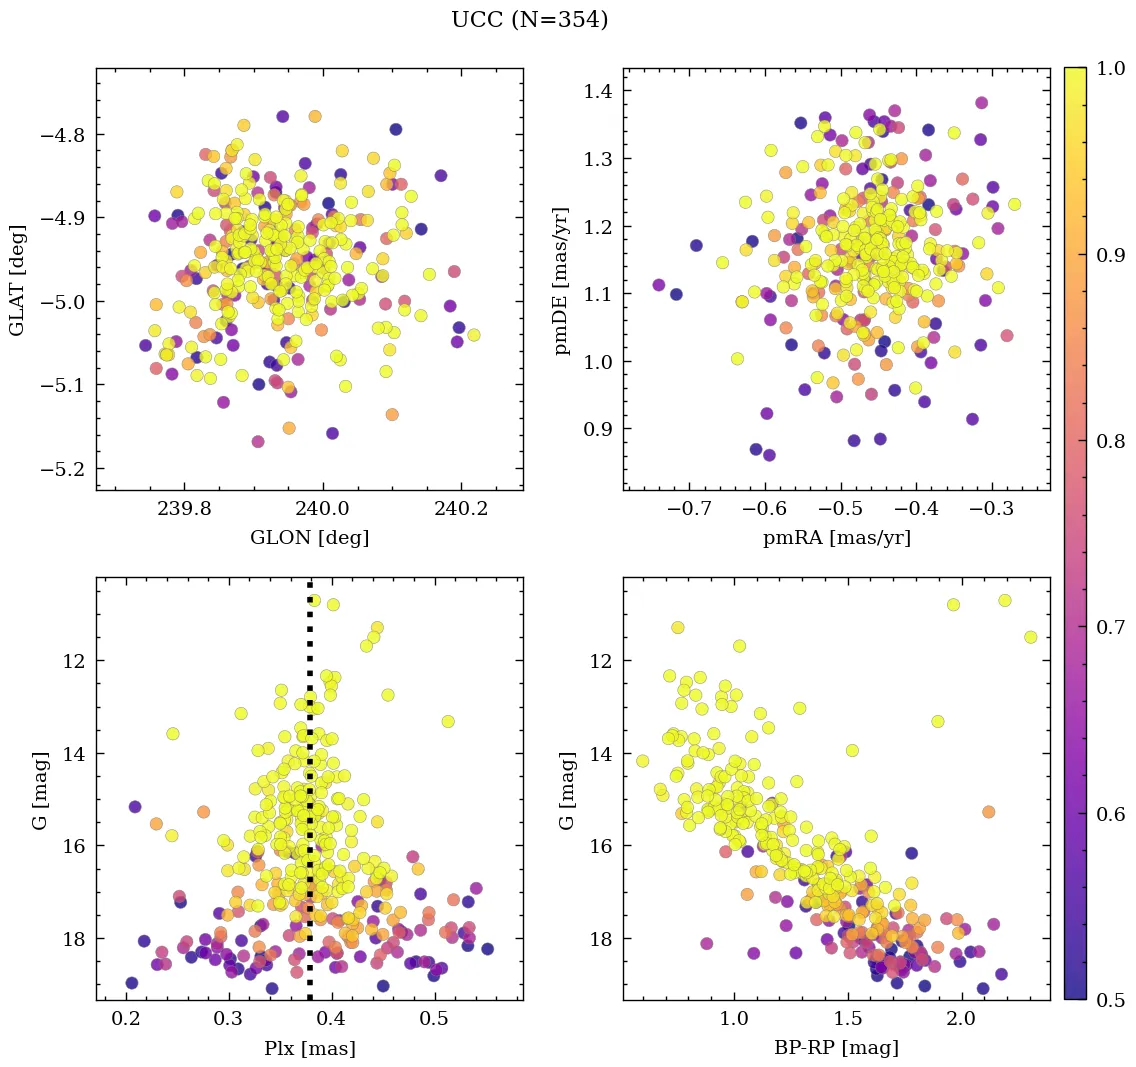 UCC (N=354)
−4.8
−4.9
−5.0
−5.1
−5.2
GLAT [deg]
239.8 240.0 240.2
GLON [deg]
1.4
1.3
1.2
1.1
1.0
0.9
pmDE [mas/yr]
−0.7 −0.6 −0.5 −0.4 −0.3
pmRA [mas/yr]
12
14
16
18
G [mag]
0.2 0.3 0.4 0.5
Plx [mas]
12
14
16
18
G [mag]
1.0 1.5 2.0
BP-RP [mag]
1.0
0.9
0.8
0.7
0.6
0.5